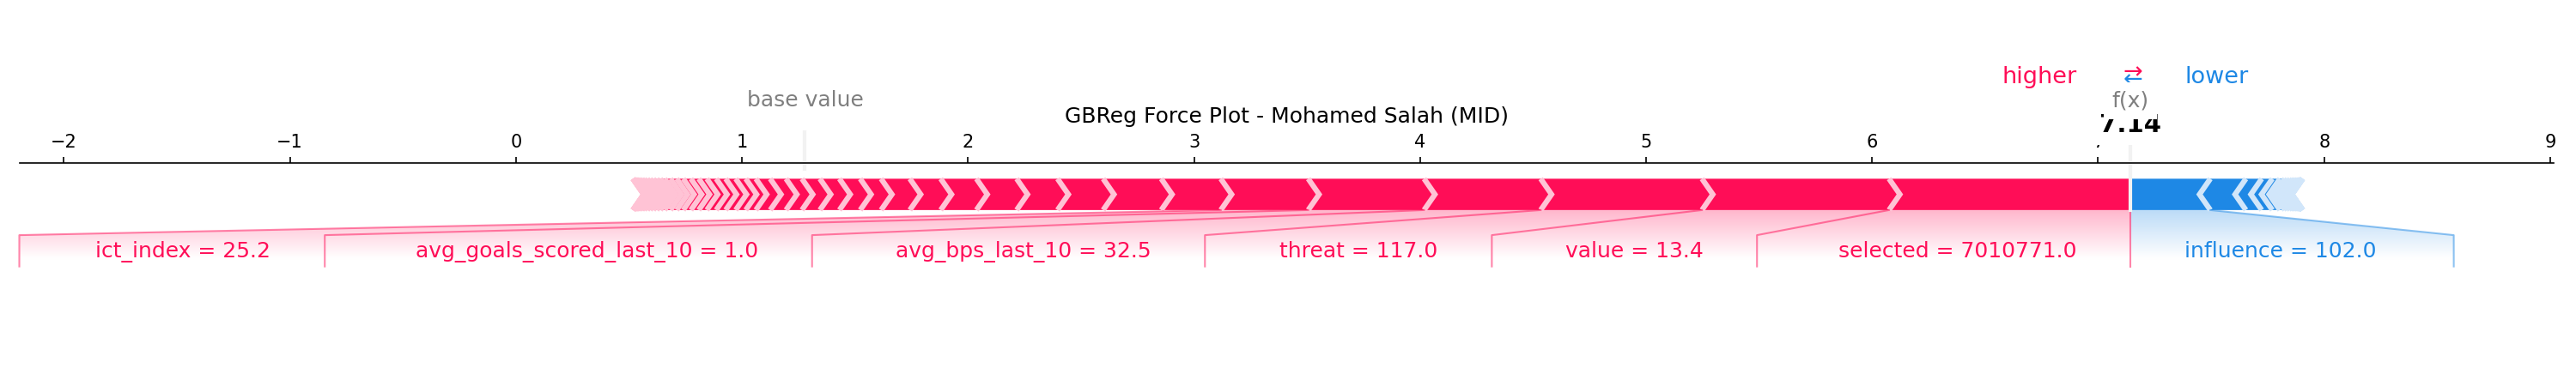 higher ⇄ lower
base value
f(x)
GBReg Force Plot - Mohamed Salah (MID)
7.14
−2 −1 0 1 2 3 4 5 6 8 9
ict_index = 25.2 avg_goals_scored_last_10 = 1.0 avg_bps_last_10 = 32.5 threat = 117.0 value = 13.4 selected = 7010771.0 influence = 102.0